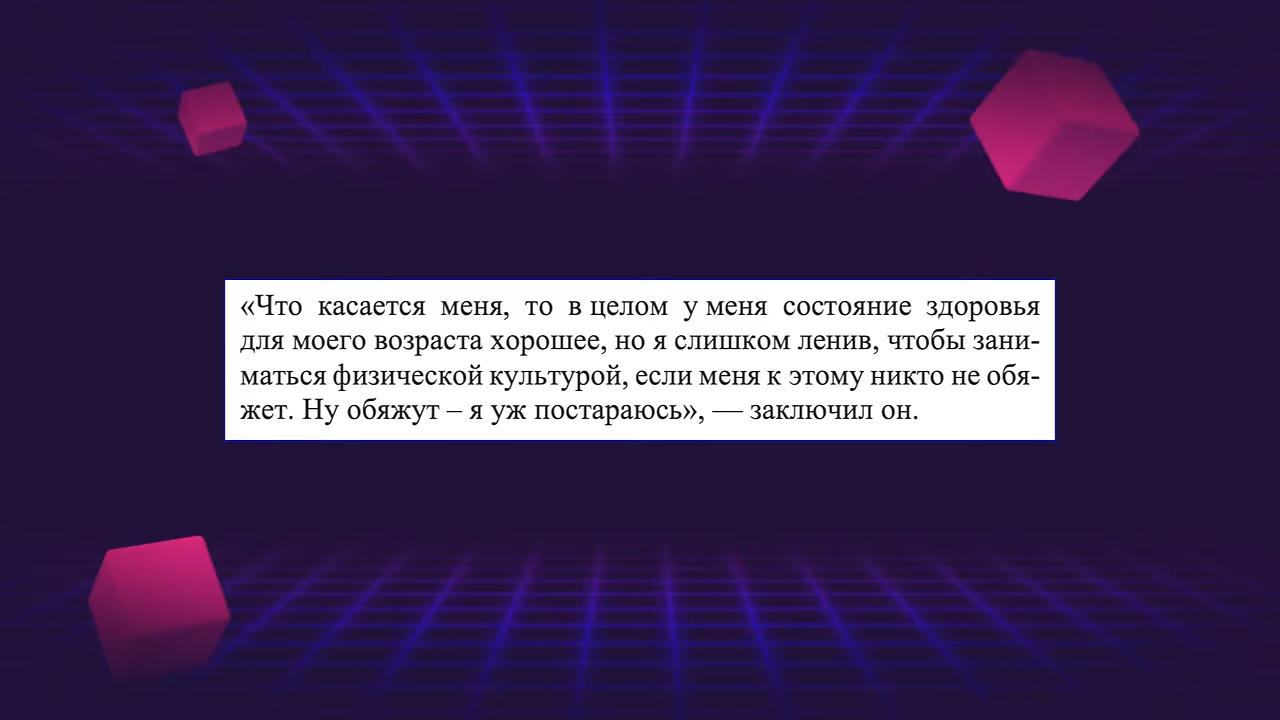 «Что касается меня, то в целом у меня состояние здоровья
для моего возраста хорошее, но я слишком ленив, чтобы зани-
маться физической культурой, если меня к этому никто не обя-
жет. Ну обяжут – я уж постараюсь», — заключил он.